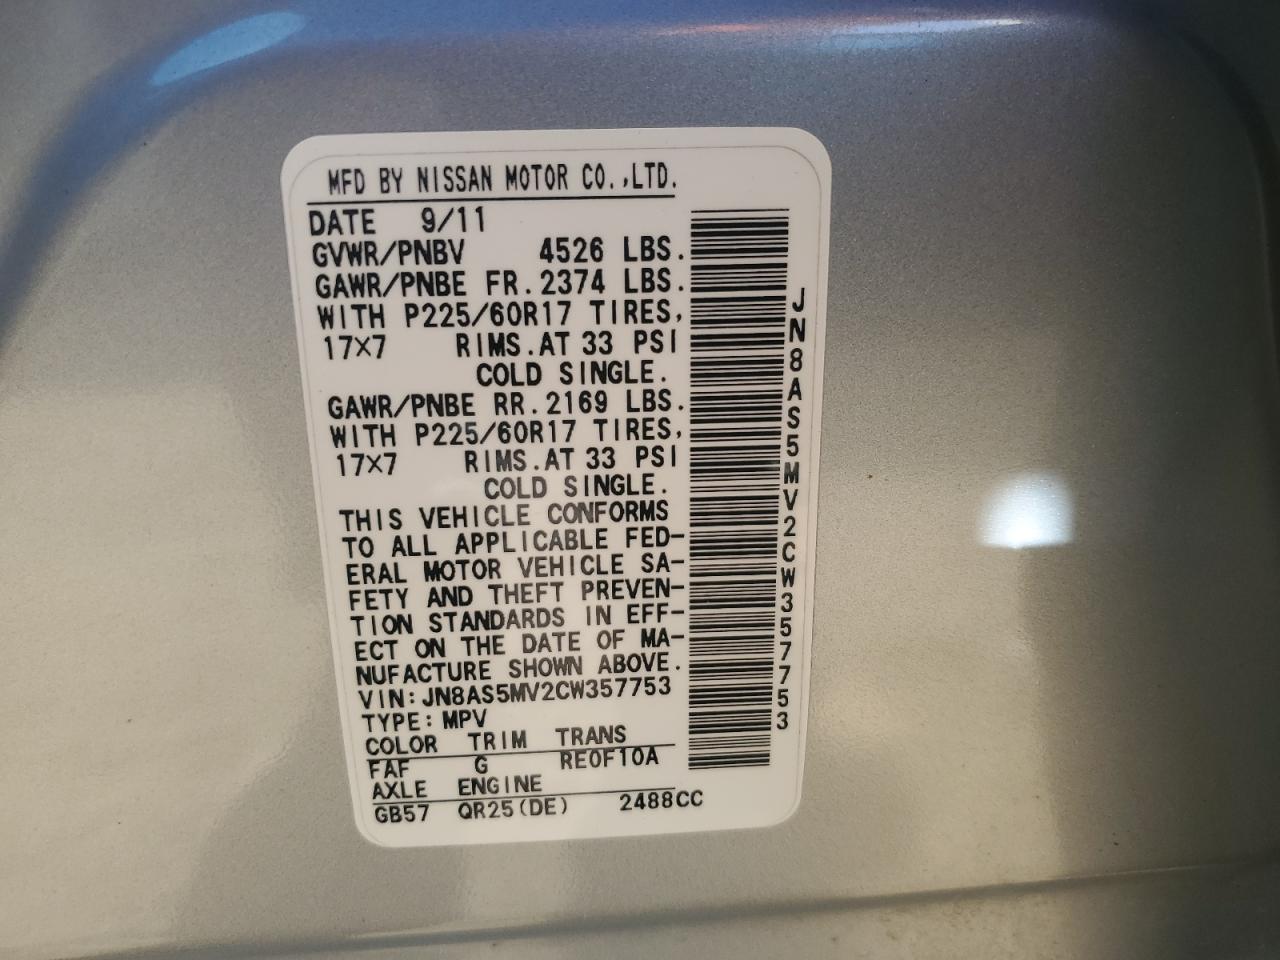 MFD BY NISSAN MOTOR CO.,LTD.
DATE 9/11
GVWR/PNBV 4526 LBS.
GAWR/PNBE FR.2374 LBS.
WITH P225/60R17 TIRES,
17×7 RIMS.AT 33 PSI
COLD SINGLE.
GAWR/PNBE RR.2169 LBS.
WITH P225/60R17 TIRES,
17×7 RIMS.AT 33 PSI
COLD SINGLE.
THIS VEHICLE CONFORMS
TO ALL APPLICABLE FED-
ERAL MOTOR VEHICLE SA-
FETY AND THEFT PREVEN-
TION STANDARDS IN EFF-
ECT ON THE DATE OF MA-
NUFACTURE SHOWN ABOVE.
VIN:JN8AS5MV2CW357753
TYPE:MPV
COLOR TRIM TRANS
FAF G RE0F10A
AXLE ENGINE
GB57 QR25(DE) 2488CC
JN8AS5MV2CW357753